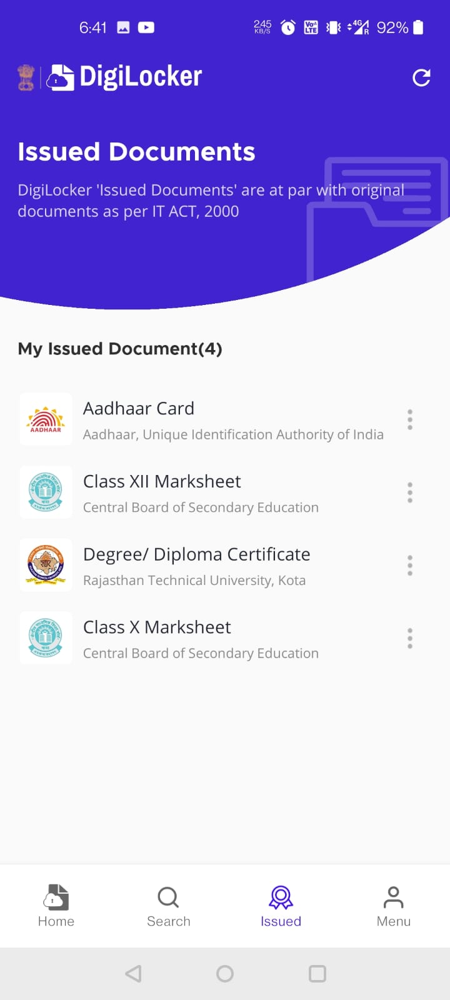 6:41
245
KB/S
Vo))
LTE
4G
R
92%
DigiLocker
Issued Documents
DigiLocker 'Issued Documents' are at par with original
documents as per IT ACT, 2000
My Issued Document(4)
Aadhaar Card
AADHAAR
Aadhaar, Unique Identification Authority of India
Class XII Marksheet
भारत
Central Board of Secondary Education
Degree/ Diploma Certificate
Rajasthan Technical University, Kota
Class X Marksheet
भारत
Central Board of Secondary Education
Home
Search
Issued
Menu